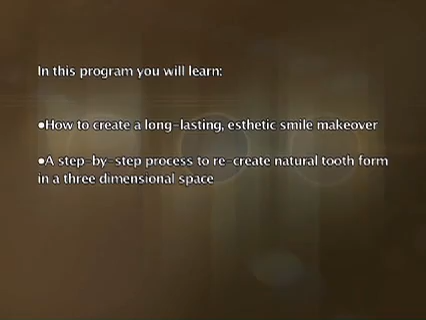 In this program you will learn:
●How to create a long-lasting, esthetic smile makeover
●A step-by-step process to re-create natural tooth form
in a three dimensional space